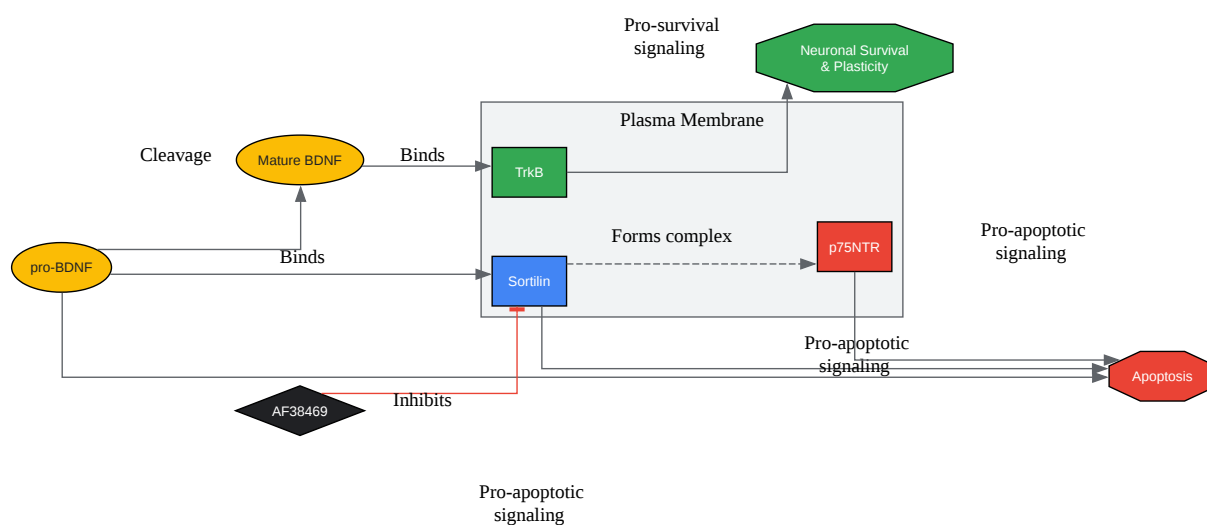 Pro-survival
signaling
Neuronal Survival
& Plasticity
Plasma Membrane
Cleavage
Mature BDNF
Binds
TrkB
Forms complex
Pro-apoptotic
signaling
p75NTR
pro-BDNF
Binds
Sortilin
Pro-apoptotic
signaling
Apoptosis
AF38469
Inhibits
Pro-apoptotic
signaling